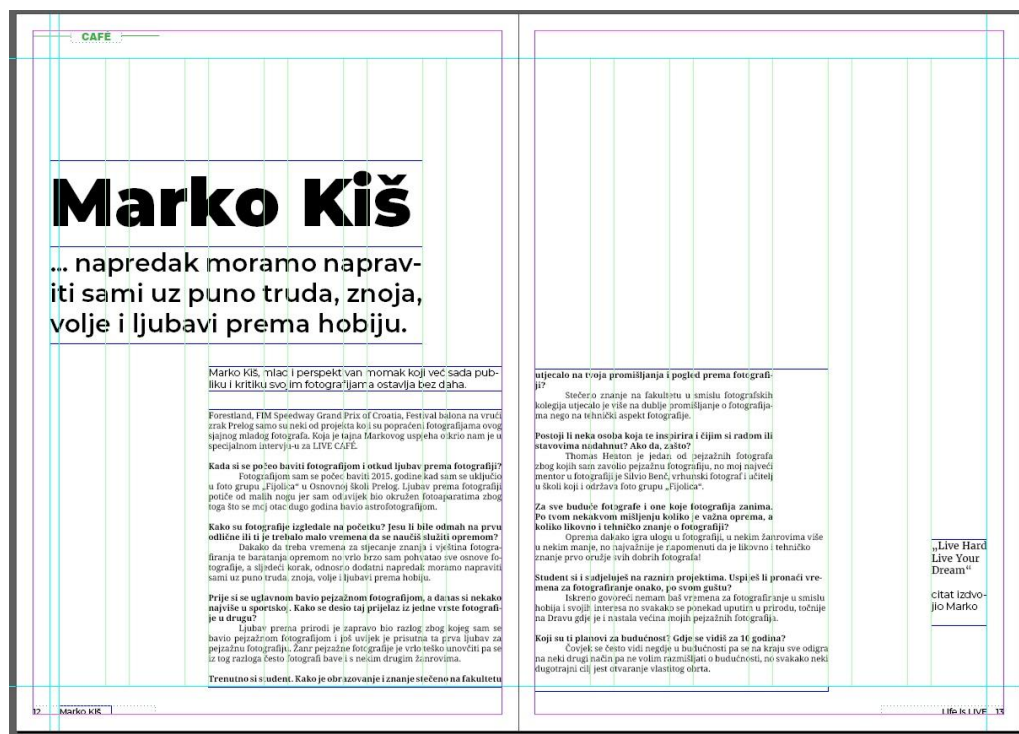 CAFÉ
Marko Kiš
... napredak moramo naprav-
iti sami uz puno truda, znoja,
volje i ljubavi prema hobiju.
Marko Kiš, mlad i perspektivan momak koji već sada pub-
liku i kritiku svojim fotografijama ostavlja bez daha.
Forestland, FIM Speedway Grand Prix of Croatia, Festival balona na vrući
zrak Prelog samo su neki od projekta koji su popraćeni fotografijama ovog
sjajnog mladog fotografa. Koja je tajna Markovog uspjeha otkrio nam je u
specijalnom intervju-u za LIVE CAFÉ.
Kada si se počeo baviti fotografijom i otkud ljubav prema fotografiji?
Fotografijom sam se počeo baviti 2015. godine kad sam se uključio
u foto grupu „Fijolica“ u Osnovnoj školi Prelog. Ljubav prema fotografiji
potiče od malih nogu jer sam oduvijek bio okružen fotoaparatima zbog
toga što se moj otac dugo godina bavio astrofotografijom.
Kako su fotografije izgledale na početku? Jesu li bile odmah na prvu
odlične ili ti je trebalo malo vremena da se naučiš služiti opremom?
Dakako da treba vremena za stjecanje znanja i vještina fotogra-
firanja te baratanja opremom no vrlo brzo sam pohvatao sve osnove fo-
tografije, a sljedeći korak, odnosno dodatni napredak moramo napraviti
sami uz puno truda, znoja, volje i ljubavi prema hobiju.
Prije si se uglavnom bavio pejzažnom fotografijom, a danas si nekako
najviše u sportskoj. Kako se desio taj prijelaz iz jedne vrste fotografi-
je u drugu?
Ljubav prema prirodi je zapravo bio razlog zbog kojeg sam se
bavio pejzažnom fotografijom i još uvijek je prisutna ta prva ljubav za
pejzažnu fotografiju. Žanr pejzažne fotografije je vrlo teško unovčiti pa se
iz tog razloga često fotografi bave i s nekim drugim žanrovima.
Trenutno si student. Kako je obrazovanje i znanje stečeno na fakultetu
utjecalo na tvoja promišljanja i pogled prema fotografi-
ji?
Stečeno znanje na fakultetu u smislu fotografskih
kolegija utjecalo je više na dublje promišljanje o fotografija-
ma nego na tehnički aspekt fotografije.
Postoji li neka osoba koja te inspirira i čijim si radom ili
stavovima nadahnut? Ako da, zašto?
Thomas Heaton je jedan od pejzažnih fotografa
zbog kojih sam zavolio pejzažnu fotografiju, no moj najveći
mentor u fotografiji je Silvio Benč, vrhunski fotograf i učitelj
u školi koji i održava foto grupu „Fijolica“.
Za sve buduće fotografe i one koje fotografija zanima.
Po tvom nekakvom mišljenju koliko je važna oprema, a
koliko likovno i tehničko znanje o fotografiji?
Oprema dakako igra ulogu u fotografiji, u nekim žanrovima više
u nekim manje, no najvažnije je napomenuti da je likovno i tehničko
znanje prvo oružje svih dobrih fotografa!
Student si i sudjeluješ na raznim projektima. Uspiješ li pronaći vre-
mena za fotografiranje onako, po svom guštu?
Iskreno govoreći nemam baš vremena za fotografiranje u smislu
hobija i svojih interesa no svakako se ponekad uputim u prirodu, točnije
na Dravu gdje je i nastala većina mojih pejzažnih fotografija.
Koji su ti planovi za budućnost? Gdje se vidiš za 10 godina?
Čovjek se često vidi negdje u budućnosti pa se na kraju sve odigra
na neki drugi način pa ne volim razmišljati o budućnosti, no svakako neki
dugotrajni cilj jest otvaranje vlastitog obrta.
„Live Hard
Live Your
Dream“
citat izdvo-
jio Marko
12 Marko Kiš
Life is LIVE 13